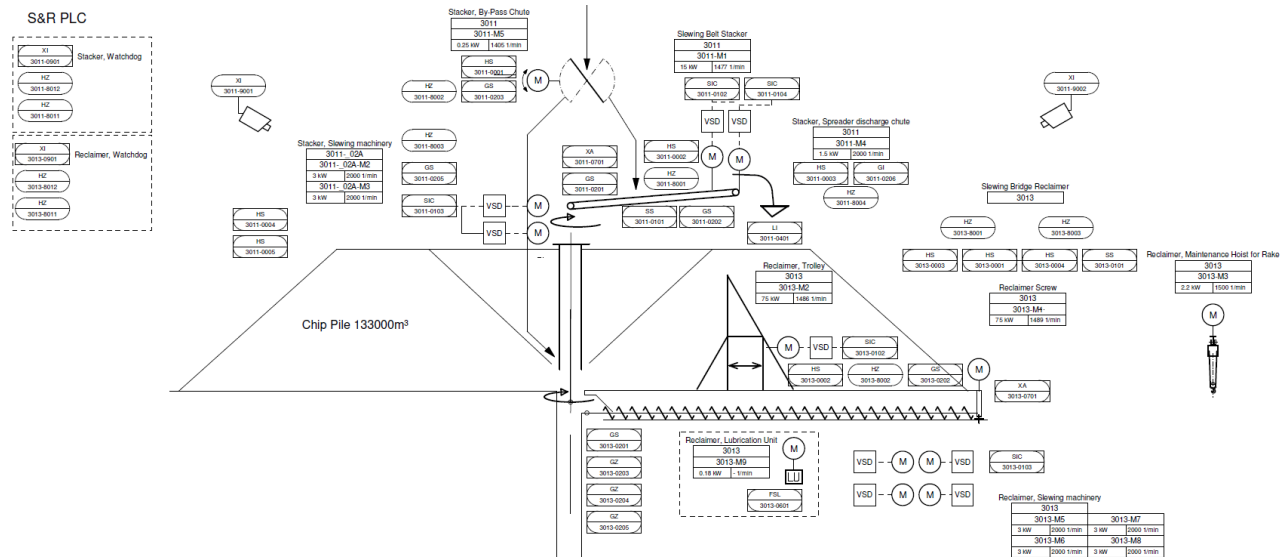 S&R PLC
XI
3011-0901
Stacker, Watchdog
HZ
3011-8012
HZ
3011-8011
XI
3013-0901
Reclaimer, Watchdog
HZ
3013-8012
HZ
3013-8011
XI
3011-9001
HS
3011-0004
HS
3011-0005
Stacker, Slewing machinery
3011-_02A
3011-_02A-M2
3 kW 2000 1/min
3011-_02A-M3
3 kW 2000 1/min
Stacker, By-Pass Chute
3011
3011-M5
0.25 kW 1405 1/min
HS
3011-0001
HZ
3011-8002
GS
3011-0203
M
HZ
3011-8003
GS
3011-0205
SIC
3011-0103
VSD
M
VSD
M
XA
3011-0701
GS
3011-0201
Slewing Belt Stacker
3011
3011-M1
15 kW 1477 1/min
SIC
3011-0102
SIC
3011-0104
VSD
VSD
M
M
HS
3011-0002
HZ
3011-8001
SS
3011-0101
GS
3011-0202
Stacker, Spreader discharge chute
3011
3011-M4
1.5 kW 2000 1/min
HS
3011-0003
GI
3011-0206
HZ
3011-8004
LI
3011-0401
XI
3011-9002
Slewing Bridge Reclaimer
3013
HZ
3013-8001
HZ
3013-8003
HS
3013-0003
HS
3013-0001
HS
3013-0004
SS
3013-0101
Reclaimer, Maintenance Hoist for Rake
3013
3013-M3
2.2 kW 1500 1/min
M
Reclaimer, Trolley
3013
3013-M2
75 kW 1486 1/min
Reclaimer Screw
3013
3013-M1
75 kW 1489 1/min
Chip Pile 133000m³
M
VSD
SIC
3013-0102
HS
3013-0002
HZ
3013-8002
GS
3013-0202
M
XA
3013-0701
GS
3013-0201
GZ
3013-0203
GZ
3013-0204
GZ
3013-0205
Reclaimer, Lubrication Unit
3013
3013-M9
0.18 kW - 1/min
M
FSL
3013-0601
VSD
M
M
VSD
SIC
3013-0103
VSD
M
M
VSD
Reclaimer, Slewing machinery
3013
3013-M5 3013-M7
3 kW 2000 1/min 3 kW 2000 1/min
3013-M6 3013-M8
3 kW 2000 1/min 3 kW 2000 1/min